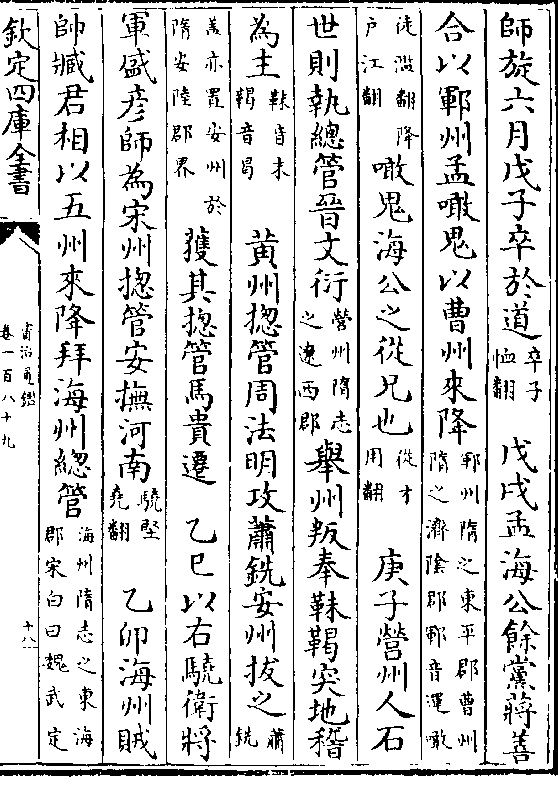 師旋六月戊子卒於道卒子恤翻　戊戌孟海公餘黨蔣善
合以鄆州孟噉鬼以曹州來降鄆州隋之東平郡曹州隋之濟陰郡鄆音運噉
徒濫翻降户江翻噉鬼海公之從兄也從才用翻　庚子營州人石
世則執總管晉文衍營州隋志之遼西郡舉州叛奉靺鞨突地稽
為主靺音末鞨音曷　黄州揔管周法明攻蕭銑安州拔之蕭銑
蓋亦置安州於隋安陸郡界獲其揔管馬貴遷　乙巳以右驍衛將
軍盛彦師為宋州揔管安撫河南驍堅堯翻　乙卯海州賊
帥臧君相以五州來降拜海州總管海州隋志之東海郡宋白曰魏武定
欽定四庫全書
資治通鑑
卷一百八十九
十八